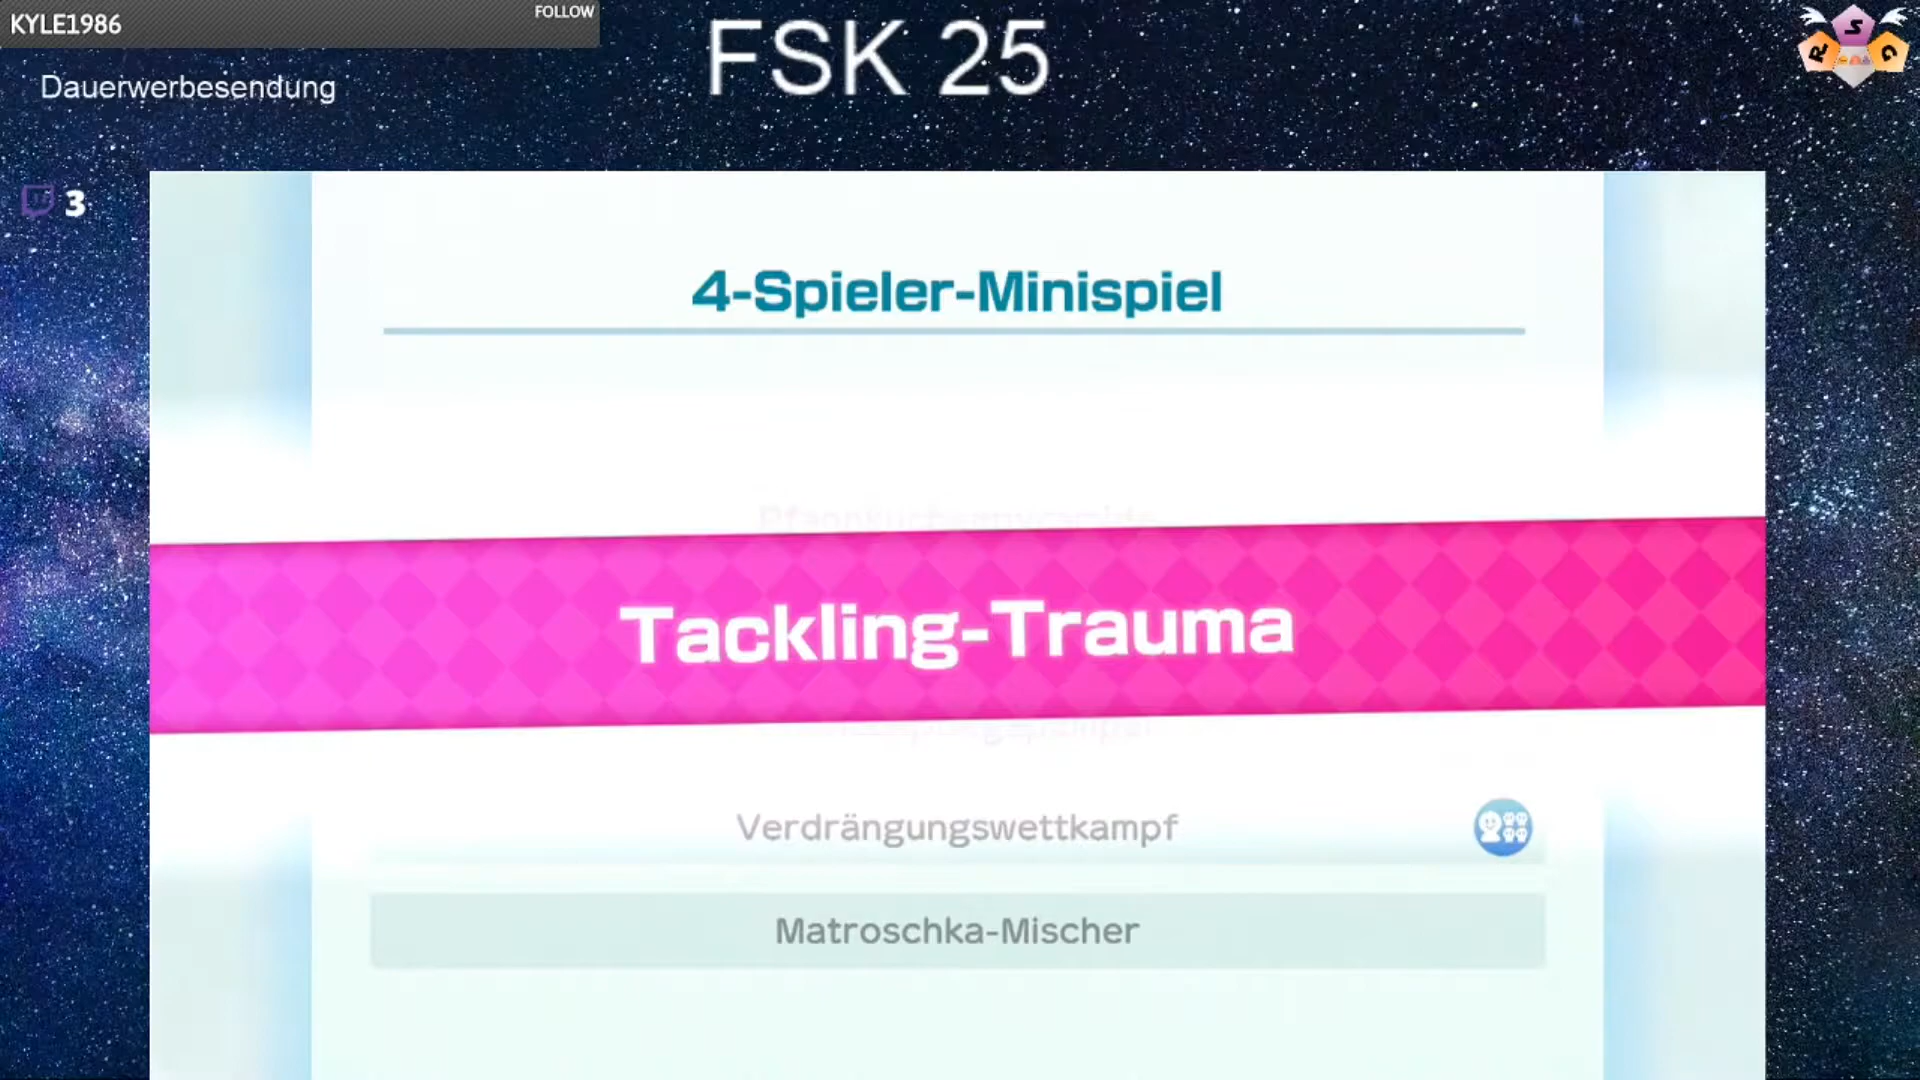 KYLE1986
FOLLOW
FSK 25
Dauerwerbesendung
R S G
3
4-Spieler-Minispiel
Tackling-Trauma
Verdrängungswettkampf
Matroschka-Mischer